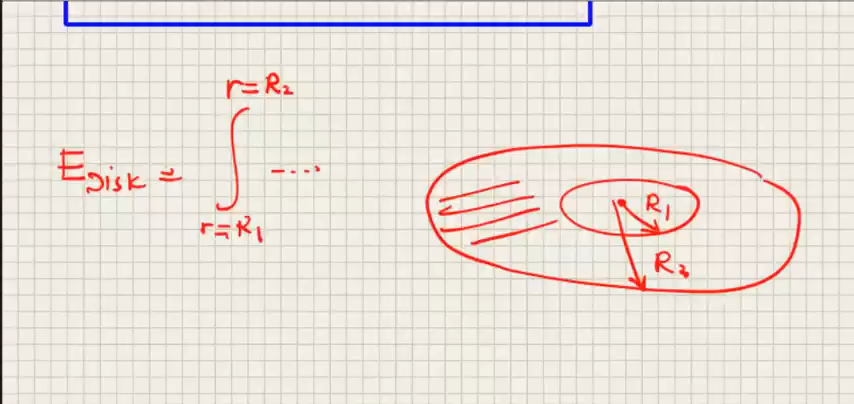 r=R₂
E_Disk = ∫ ----
r=R₁
R₁
R₂